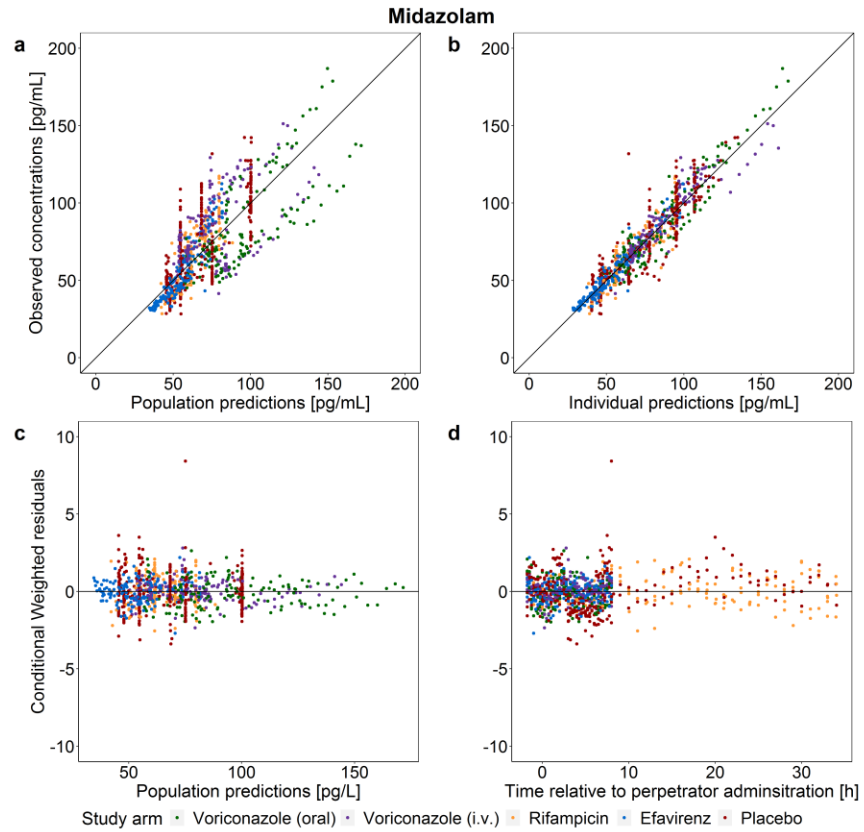 Midazolam
a
b
200
150
100
50
0
Observed concentrations [pg/mL]
0 50 100 150 200
Population predictions [pg/mL]
200
150
100
50
0
0 50 100 150 200
Individual predictions [pg/mL]
c
d
10
5
0
-5
-10
Conditional Weighted residuals
50 100 150
Population predictions [pg/L]
10
5
0
-5
-10
0 10 20 30
Time relative to perpetrator adminsitration [h]
Study arm Voriconazole (oral) Voriconazole (i.v.) Rifampicin Efavirenz Placebo